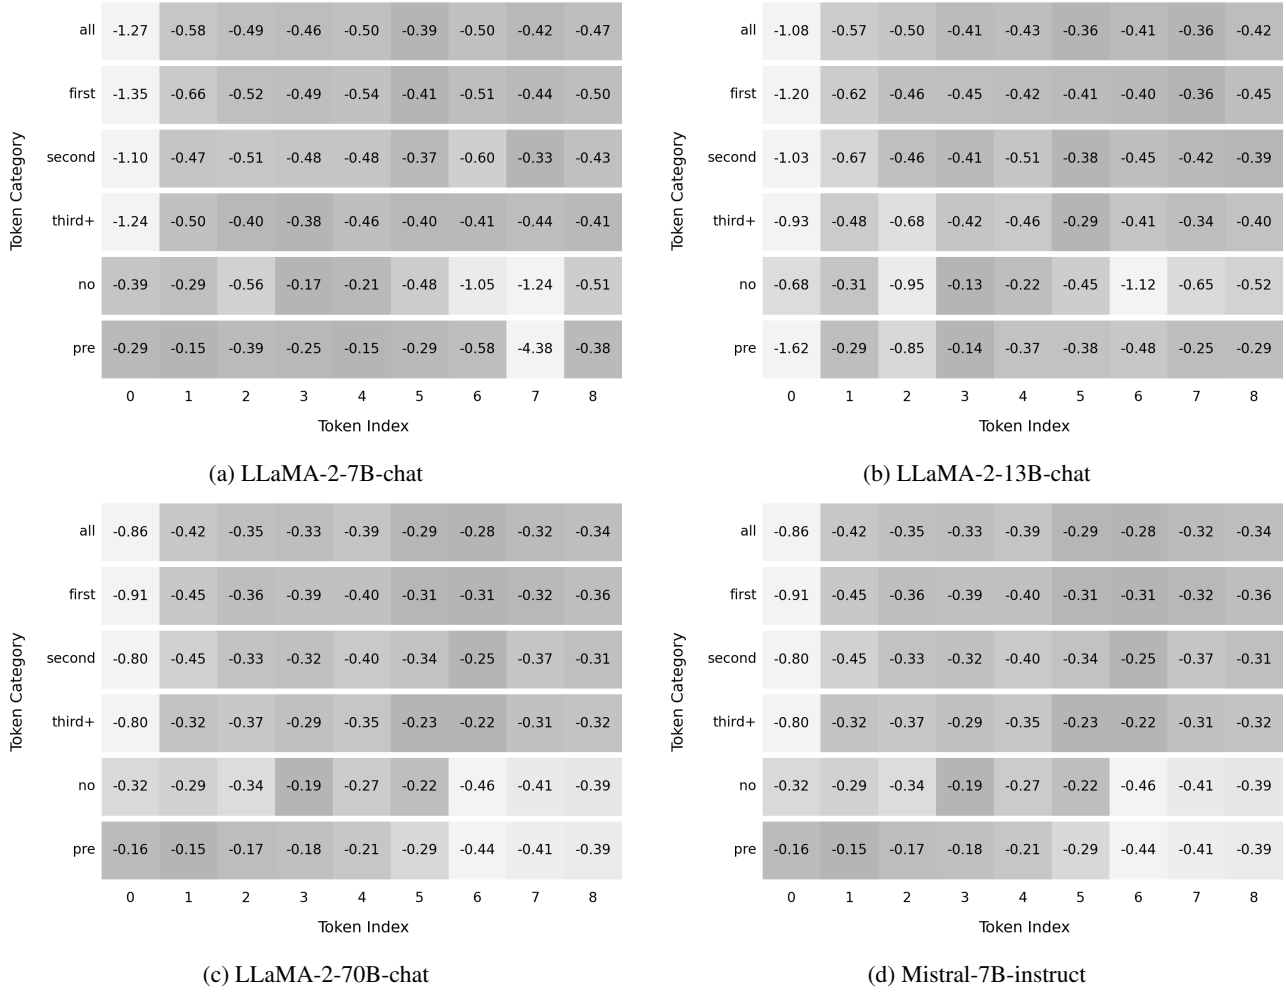 all -1.27 -0.58 -0.49 -0.46 -0.50 -0.39 -0.50 -0.42 -0.47
first -1.35 -0.66 -0.52 -0.49 -0.54 -0.41 -0.51 -0.44 -0.50
second -1.10 -0.47 -0.51 -0.48 -0.48 -0.37 -0.60 -0.33 -0.43
third+ -1.24 -0.50 -0.40 -0.38 -0.46 -0.40 -0.41 -0.44 -0.41
no -0.39 -0.29 -0.56 -0.17 -0.21 -0.48 -1.05 -1.24 -0.51
pre -0.29 -0.15 -0.39 -0.25 -0.15 -0.29 -0.58 -4.38 -0.38
0 1 2 3 4 5 6 7 8
Token Index
Token Category
(a) LLaMA-2-7B-chat
all -1.08 -0.57 -0.50 -0.41 -0.43 -0.36 -0.41 -0.36 -0.42
first -1.20 -0.62 -0.46 -0.45 -0.42 -0.41 -0.40 -0.36 -0.45
second -1.03 -0.67 -0.46 -0.41 -0.51 -0.38 -0.45 -0.42 -0.39
third+ -0.93 -0.48 -0.68 -0.42 -0.46 -0.29 -0.41 -0.34 -0.40
no -0.68 -0.31 -0.95 -0.13 -0.22 -0.45 -1.12 -0.65 -0.52
pre -1.62 -0.29 -0.85 -0.14 -0.37 -0.38 -0.48 -0.25 -0.29
0 1 2 3 4 5 6 7 8
Token Index
Token Category
(b) LLaMA-2-13B-chat
all -0.86 -0.42 -0.35 -0.33 -0.39 -0.29 -0.28 -0.32 -0.34
first -0.91 -0.45 -0.36 -0.39 -0.40 -0.31 -0.31 -0.32 -0.36
second -0.80 -0.45 -0.33 -0.32 -0.40 -0.34 -0.25 -0.37 -0.31
third+ -0.80 -0.32 -0.37 -0.29 -0.35 -0.23 -0.22 -0.31 -0.32
no -0.32 -0.29 -0.34 -0.19 -0.27 -0.22 -0.46 -0.41 -0.39
pre -0.16 -0.15 -0.17 -0.18 -0.21 -0.29 -0.44 -0.41 -0.39
0 1 2 3 4 5 6 7 8
Token Index
Token Category
(c) LLaMA-2-70B-chat
all -0.86 -0.42 -0.35 -0.33 -0.39 -0.29 -0.28 -0.32 -0.34
first -0.91 -0.45 -0.36 -0.39 -0.40 -0.31 -0.31 -0.32 -0.36
second -0.80 -0.45 -0.33 -0.32 -0.40 -0.34 -0.25 -0.37 -0.31
third+ -0.80 -0.32 -0.37 -0.29 -0.35 -0.23 -0.22 -0.31 -0.32
no -0.32 -0.29 -0.34 -0.19 -0.27 -0.22 -0.46 -0.41 -0.39
pre -0.16 -0.15 -0.17 -0.18 -0.21 -0.29 -0.44 -0.41 -0.39
0 1 2 3 4 5 6 7 8
Token Index
Token Category
(d) Mistral-7B-instruct